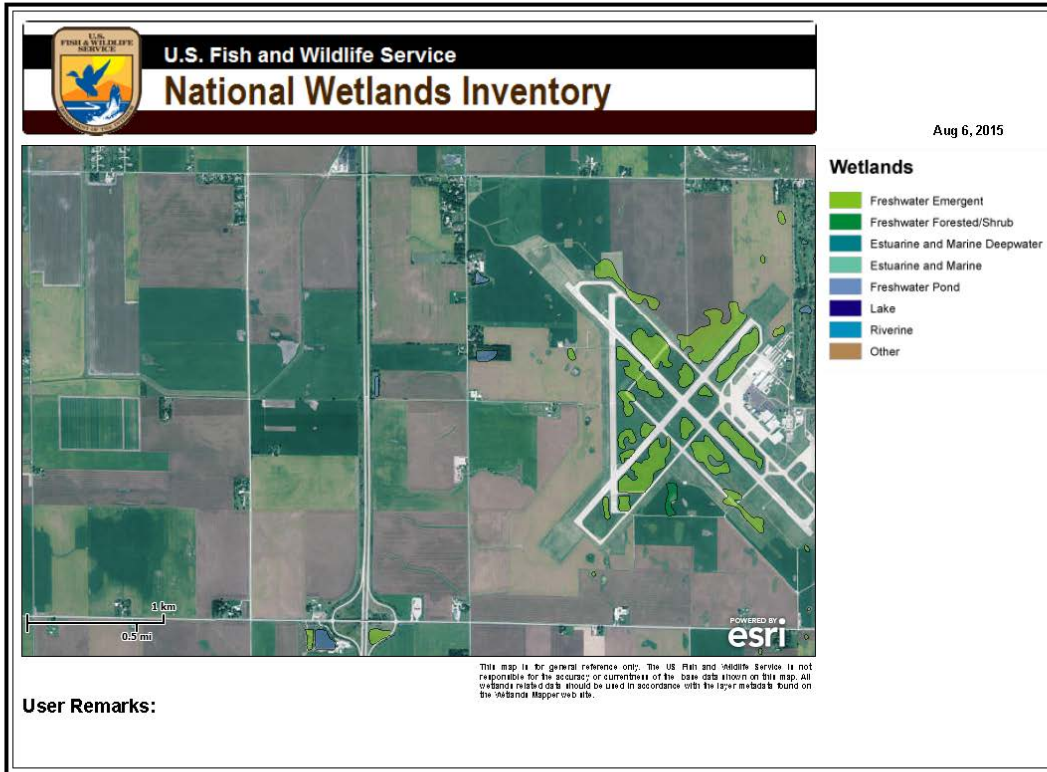 U.S.
FISH & WILDLIFE
SERVICE
DEPARTMENT OF THE INTERIOR
U.S. Fish and Wildlife Service
National Wetlands Inventory
Aug 6, 2015
Wetlands
Freshwater Emergent
Freshwater Forested/Shrub
Estuarine and Marine Deepwater
Estuarine and Marine
Freshwater Pond
Lake
Riverine
Other
1 km
0.5 mi
POWERED BY
esri
This map is for general reference only. The US Fish and Wildlife Service is not
responsible for the accuracy or currentness of the base data shown on this map. All
wetlands related data should be used in accordance with the layer metadata found on
the Wetlands Mapper web site.
User Remarks: